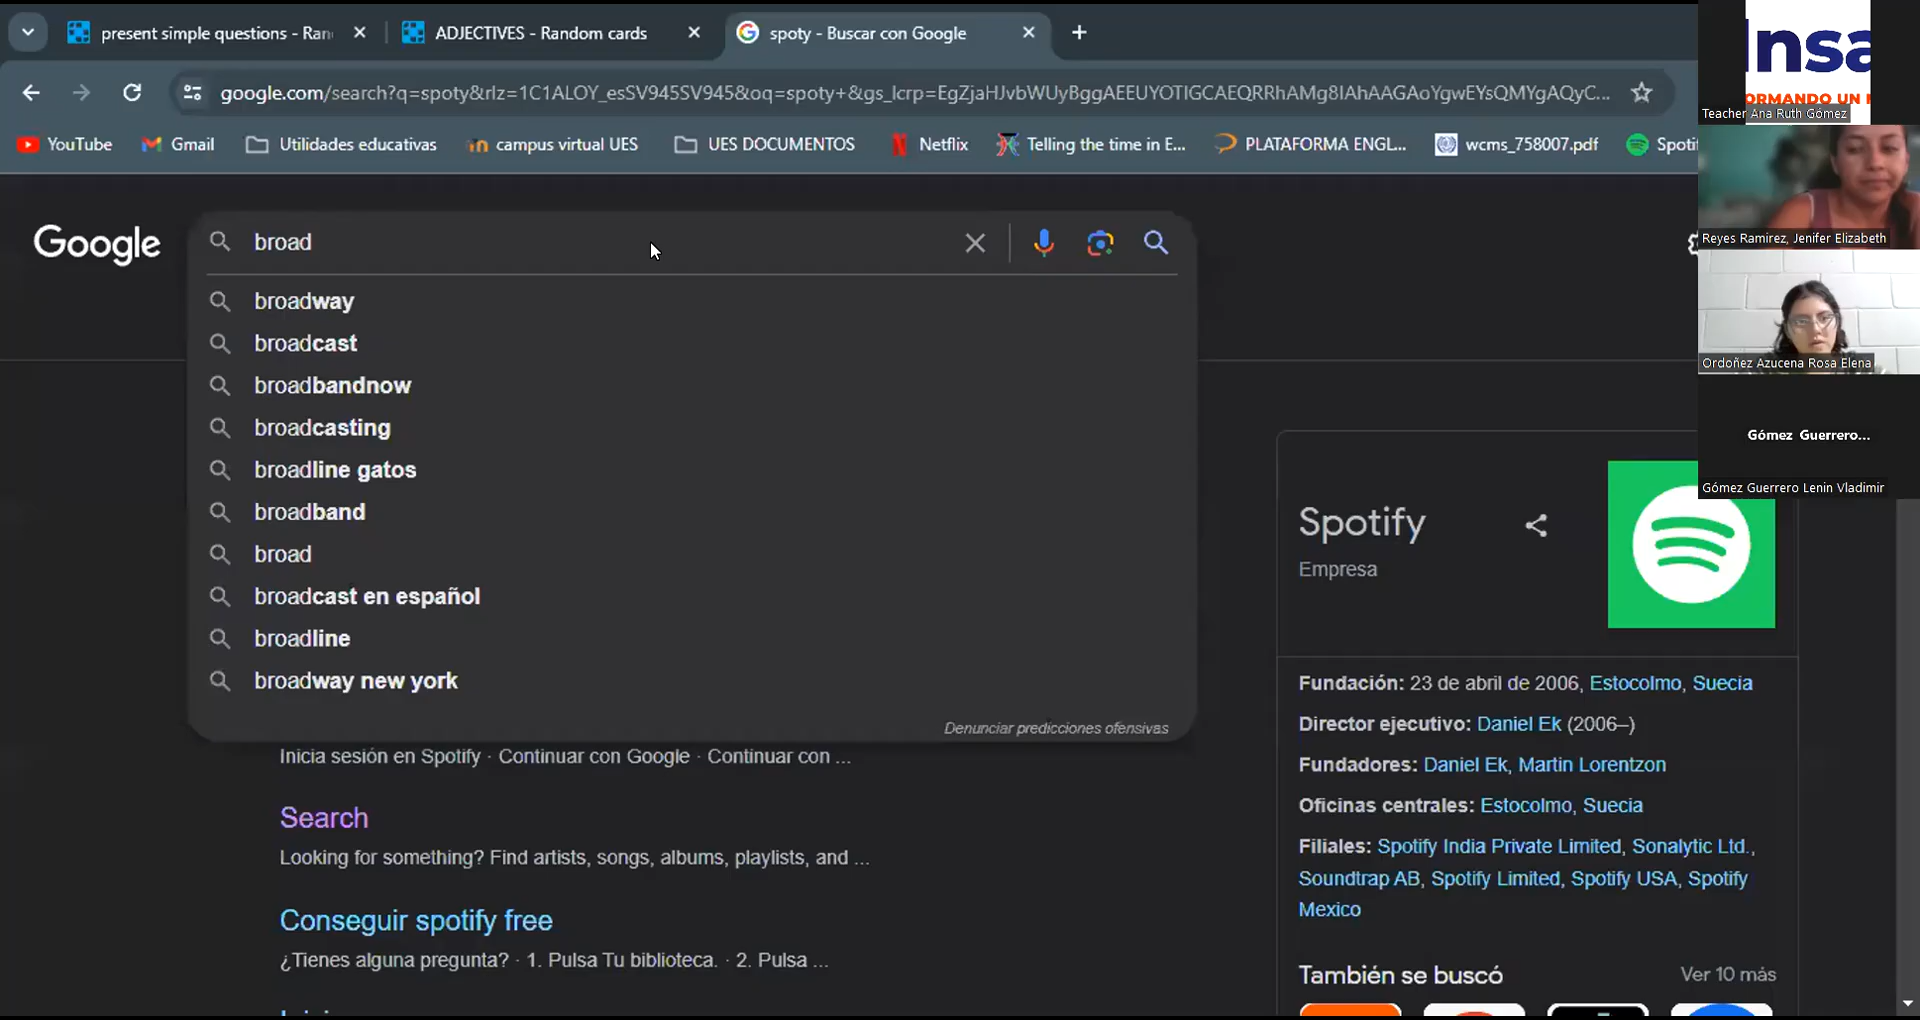 present simple questions - Ran
ADJECTIVES - Random cards
spoty - Buscar con Google
google.com/search?q=spoty&rlz=1C1ALOY_esSV945SV945&oq=spoty+&gs_lcrp=EgZjaHJvbWUyBggAEEUYOTIGCAEQRRhAMg8IAhAAGAoYgwEYsQMYgAQyC...
YouTube
Gmail
Utilidades educativas
campus virtual UES
UES DOCUMENTOS
Netflix
Telling the time in E...
PLATAFORMA ENGL...
wcms_758007.pdf
Spotif
Insa
ORMANDO UN
Teacher Ana Ruth Gómez
Reyes Ramirez, Jenifer Elizabeth
Ordoñez Azucena Rosa Elena
Gómez Guerrero...
Gómez Guerrero Lenin Vladimir
Google
broad
broadway
broadcast
broadbandnow
broadcasting
broadline gatos
broadband
broad
broadcast en español
broadline
broadway new york
Denunciar predicciones ofensivas
Inicia sesión en Spotify · Continuar con Google · Continuar con ...
Search
Looking for something? Find artists, songs, albums, playlists, and ...
Conseguir spotify free
¿Tienes alguna pregunta? · 1. Pulsa Tu biblioteca. · 2. Pulsa ...
Spotify
Empresa
Fundación: 23 de abril de 2006, Estocolmo, Suecia
Director ejecutivo: Daniel Ek (2006–)
Fundadores: Daniel Ek, Martin Lorentzon
Oficinas centrales: Estocolmo, Suecia
Filiales: Spotify India Private Limited, Sonalytic Ltd.,
Soundtrap AB, Spotify Limited, Spotify USA, Spotify
Mexico
También se buscó
Ver 10 más